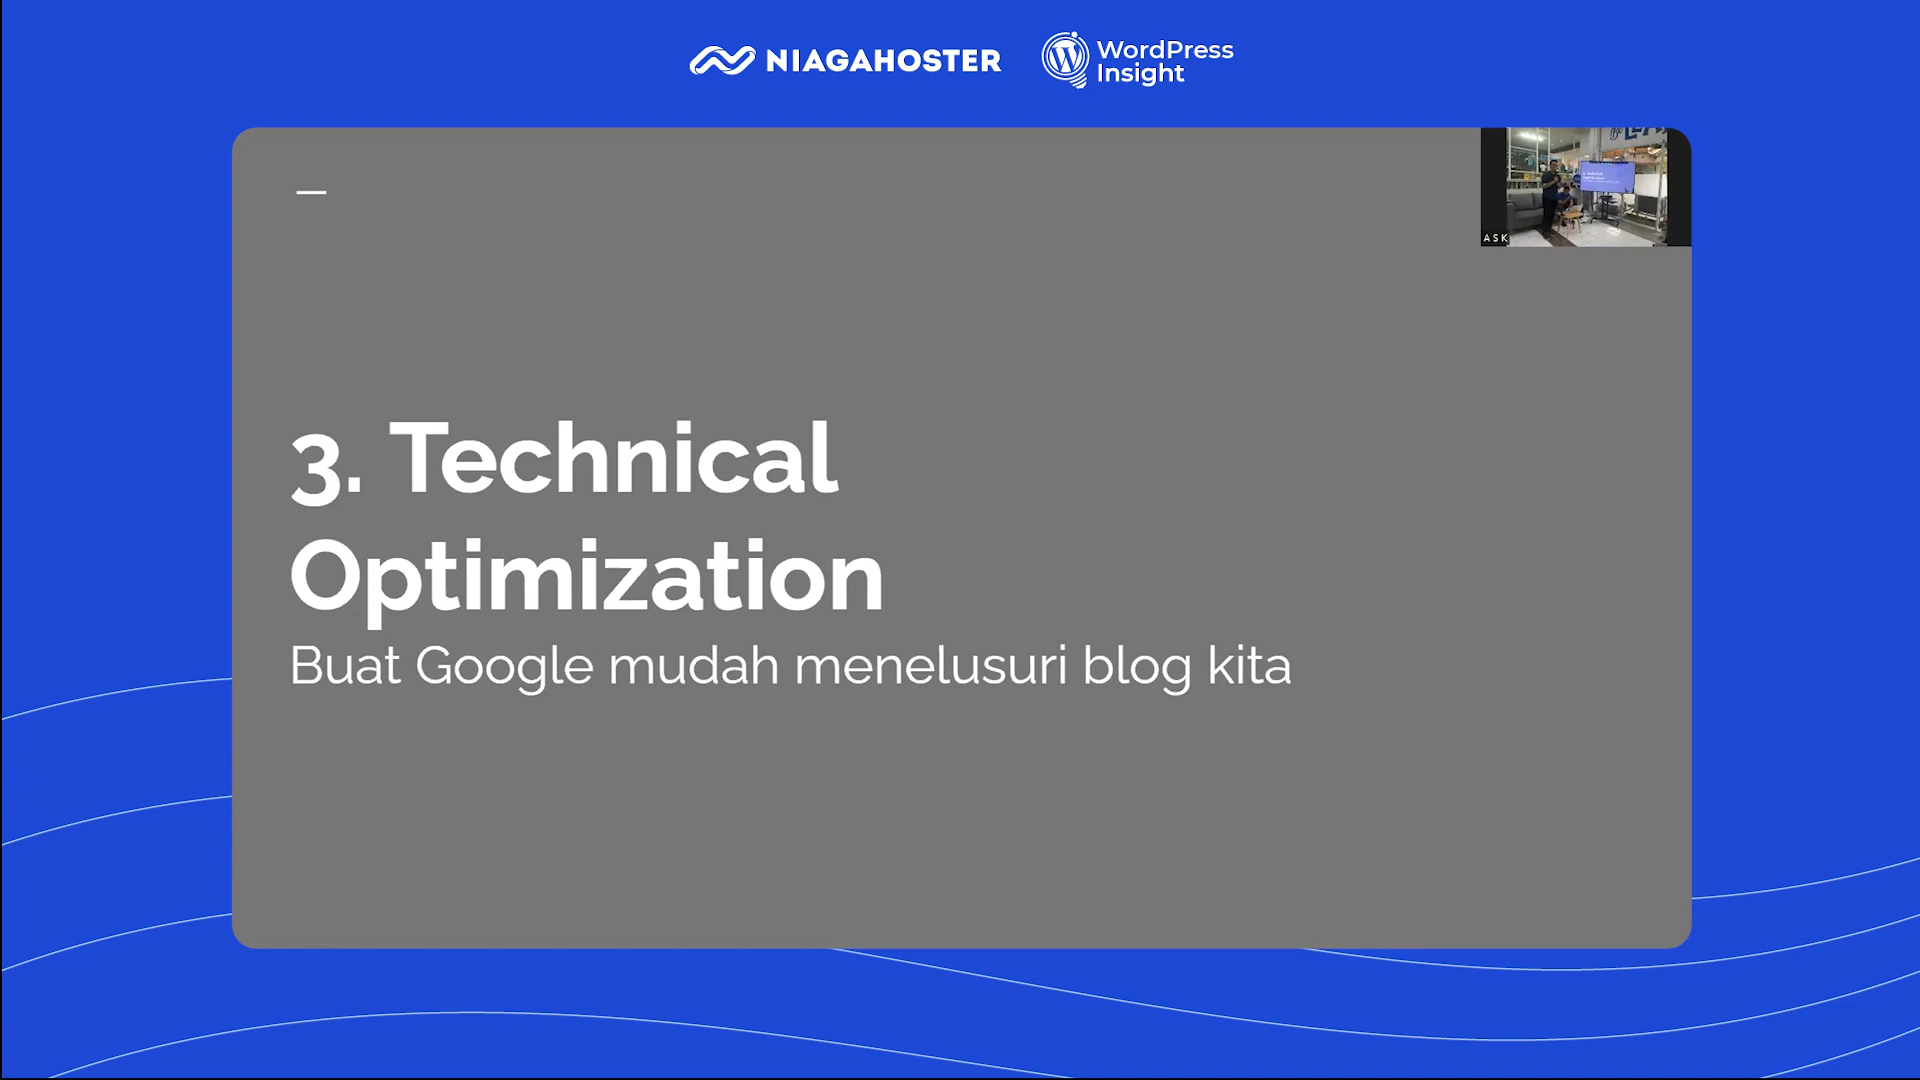 NIAGAHOSTER
WordPress
Insight
ASK
3. Technical
Optimization
Buat Google mudah menelusuri blog kita